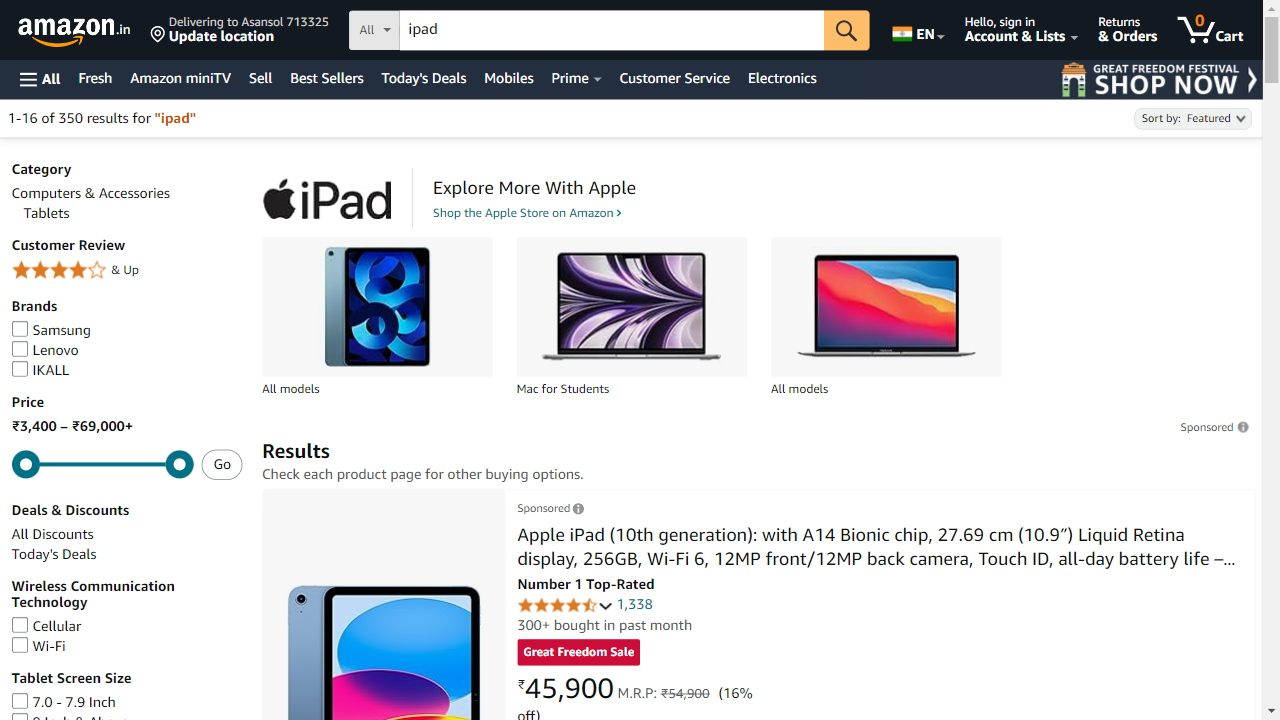 amazon.in
Delivering to Asansol 713325
Update location
All
ipad
EN
Hello, sign in
Account & Lists
Returns
& Orders
0
Cart
All
Fresh
Amazon miniTV
Sell
Best Sellers
Today's Deals
Mobiles
Prime
Customer Service
Electronics
GREAT FREEDOM FESTIVAL
SHOP NOW
1-16 of 350 results for "ipad"
Sort by: Featured
Category
Computers & Accessories
Tablets
Customer Review
& Up
Brands
Samsung
Lenovo
IKALL
Price
₹3,400 – ₹69,000+
Go
Deals & Discounts
All Discounts
Today's Deals
Wireless Communication
Technology
Cellular
Wi-Fi
Tablet Screen Size
7.0 - 7.9 Inch
iPad
Explore More With Apple
Shop the Apple Store on Amazon ›
All models
Mac for Students
All models
Sponsored
Results
Check each product page for other buying options.
Sponsored
Apple iPad (10th generation): with A14 Bionic chip, 27.69 cm (10.9″) Liquid Retina
display, 256GB, Wi-Fi 6, 12MP front/12MP back camera, Touch ID, all-day battery life –...
Number 1 Top-Rated
1,338
300+ bought in past month
Great Freedom Sale
₹45,900 M.R.P: ₹54,900 (16%
off)